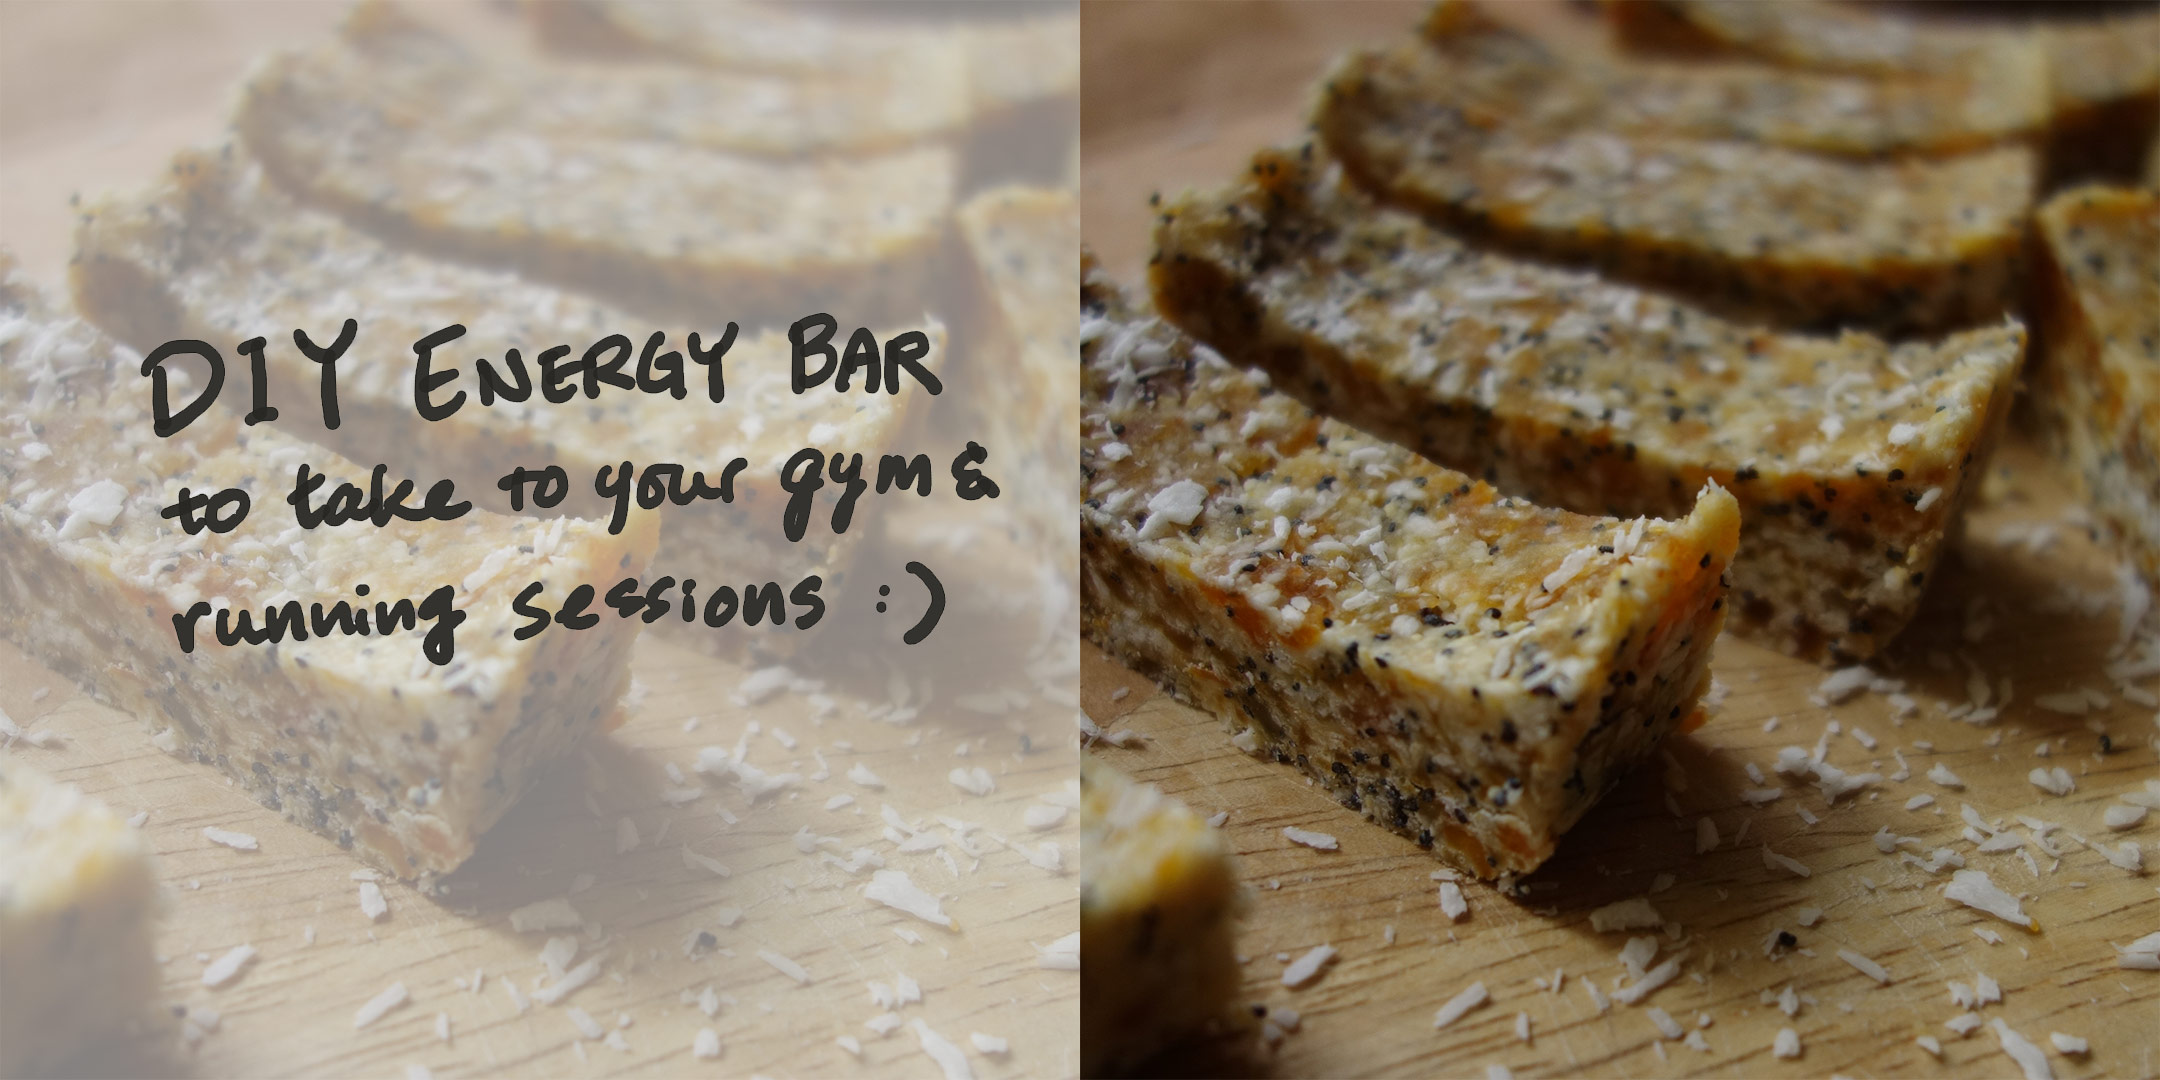 DIY ENERGY BAR
to take to your gym &
running sessions :)